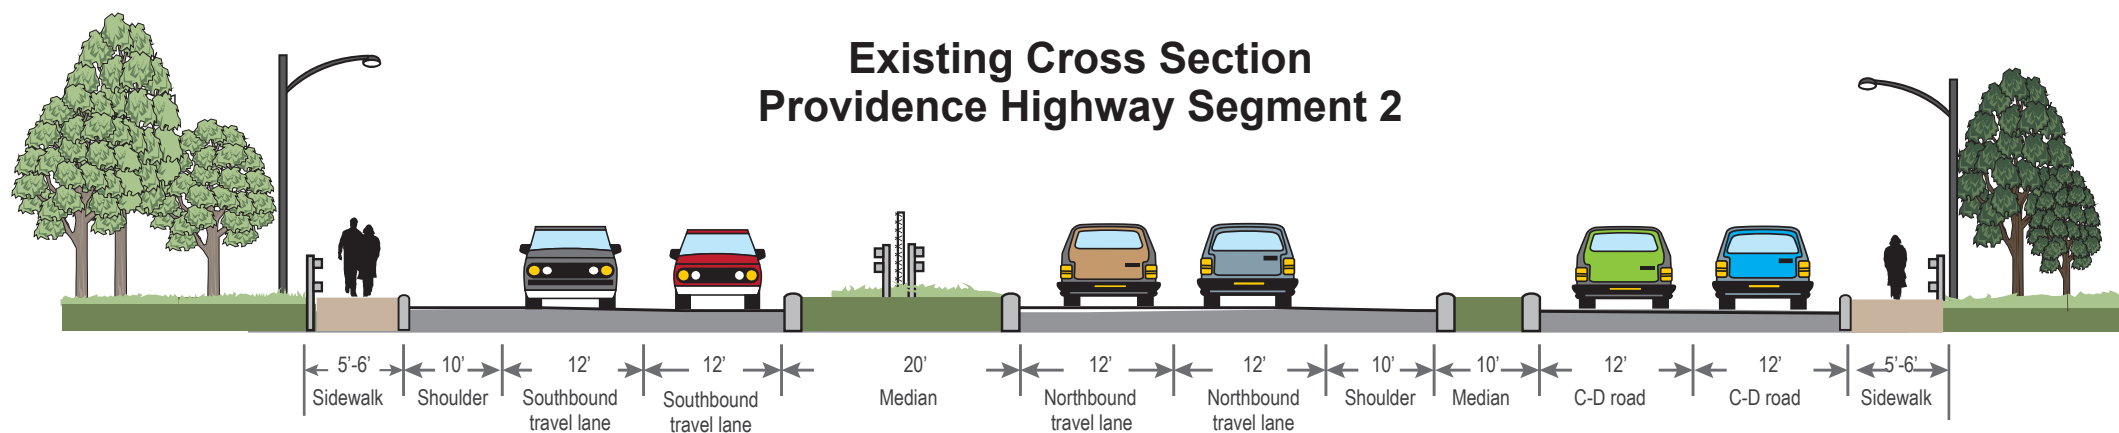 Existing Cross Section
Providence Highway Segment 2
5’-6’ 10’ 12’ 12’ 20’ 12’ 12’ 10’ 10’ 12’ 12’ 5’-6’
Sidewalk Shoulder Southbound Southbound Median Northbound Northbound Shoulder Median C-D road C-D road Sidewalk
travel lane travel lane travel lane travel lane